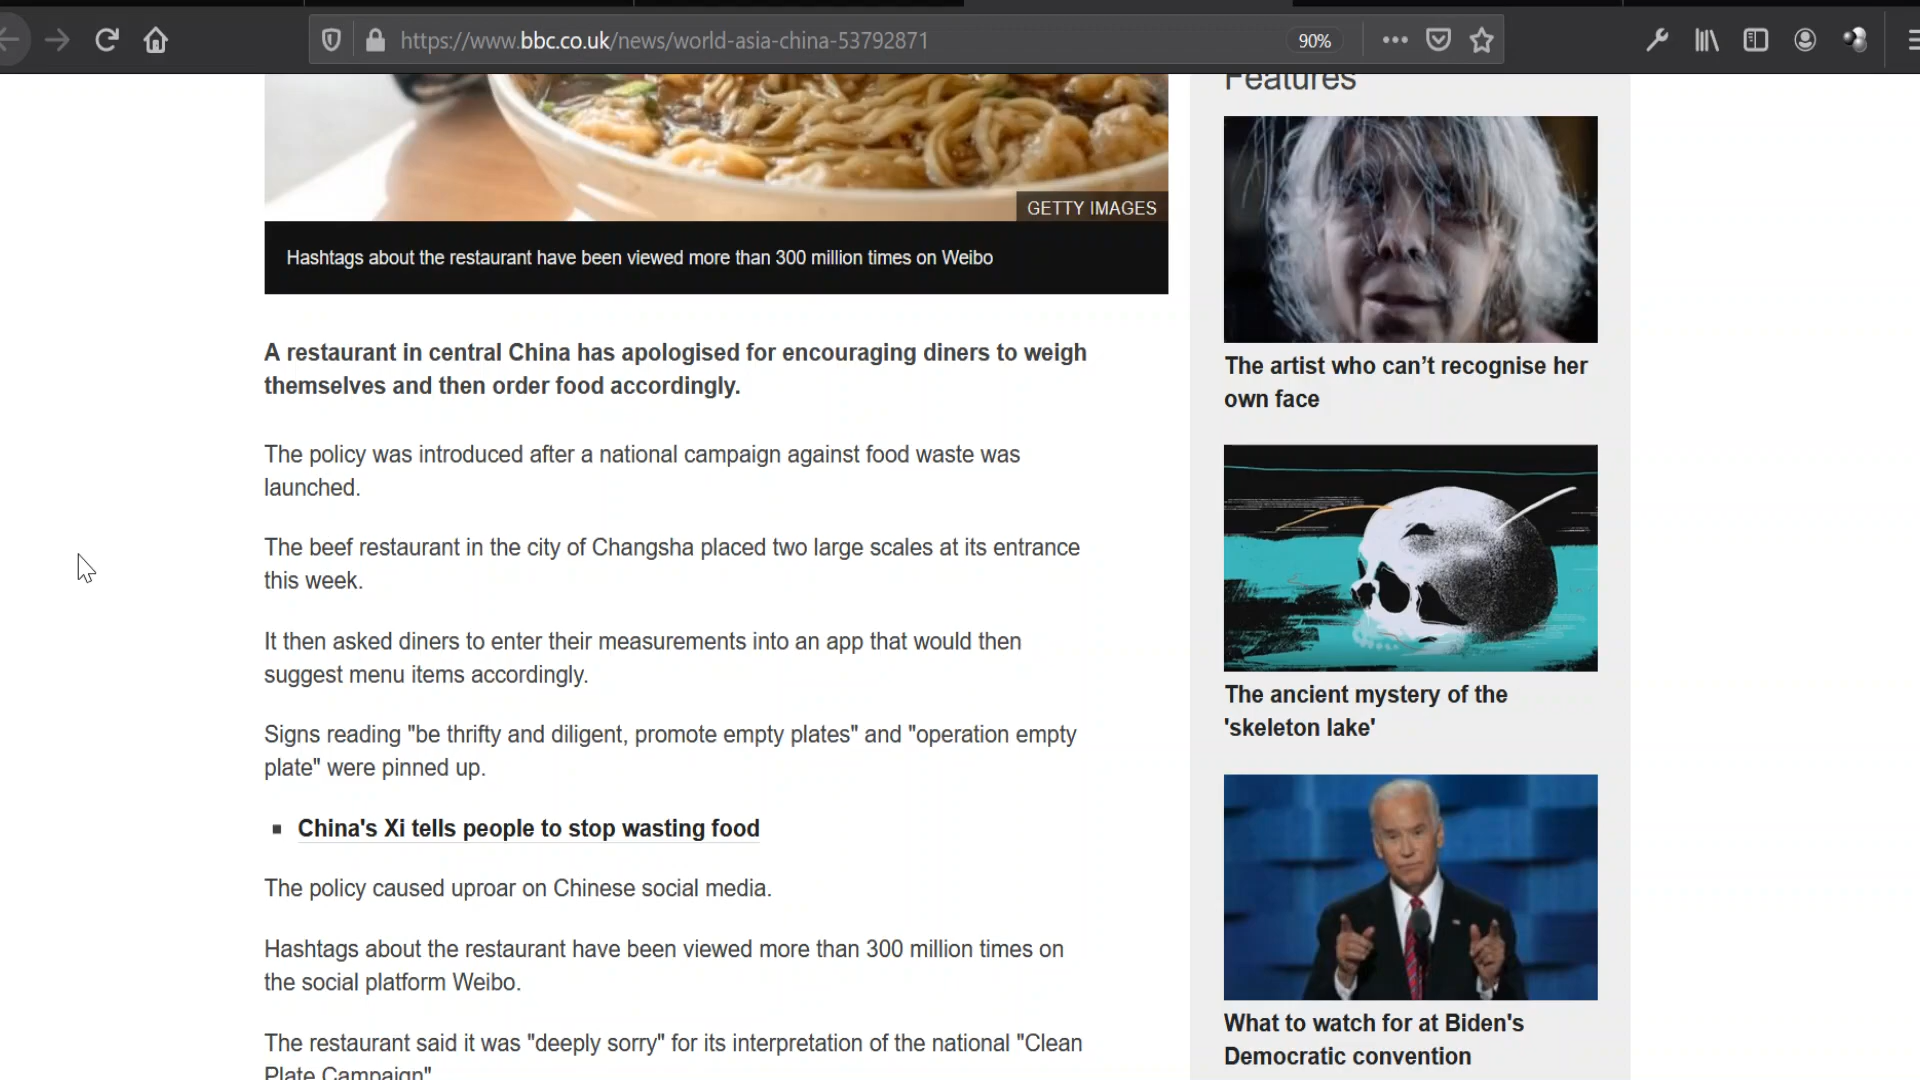 https://www.bbc.co.uk/news/world-asia-china-53792871
90%
GETTY IMAGES
Hashtags about the restaurant have been viewed more than 300 million times on Weibo
A restaurant in central China has apologised for encouraging diners to weigh
themselves and then order food accordingly.
The policy was introduced after a national campaign against food waste was
launched.
The beef restaurant in the city of Changsha placed two large scales at its entrance
this week.
It then asked diners to enter their measurements into an app that would then
suggest menu items accordingly.
Signs reading "be thrifty and diligent, promote empty plates" and "operation empty
plate" were pinned up.
China's Xi tells people to stop wasting food
The policy caused uproar on Chinese social media.
Hashtags about the restaurant have been viewed more than 300 million times on
the social platform Weibo.
The restaurant said it was "deeply sorry" for its interpretation of the national "Clean
Plate Campaign"
Features
The artist who can’t recognise her
own face
The ancient mystery of the
'skeleton lake'
What to watch for at Biden's
Democratic convention